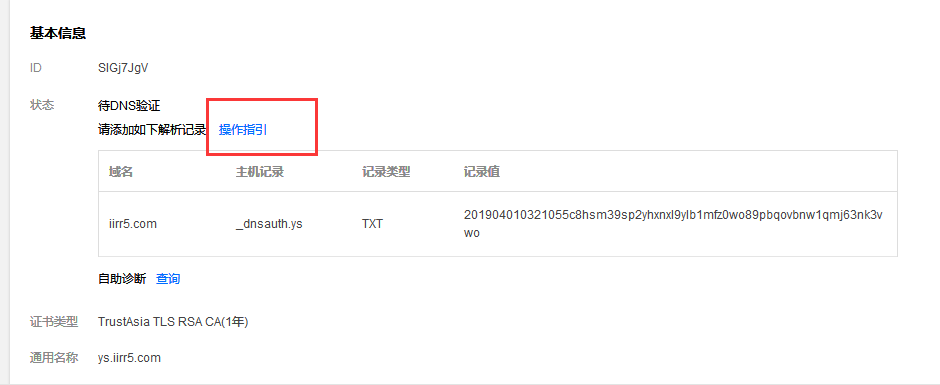 基本信息
ID SIGj7JgV
状态 待DNS验证
请添加如下解析记录 操作指引
域名 主机记录 记录类型 记录值
iirr5.com _dnsauth.ys TXT 201904010321055c8hsm39sp2yhxnxl9ylb1mfz0wo89pbqovbnw1qmj63nk3v
wo
自助诊断 查询
证书类型 TrustAsia TLS RSA CA(1年)
通用名称 ys.iirr5.com